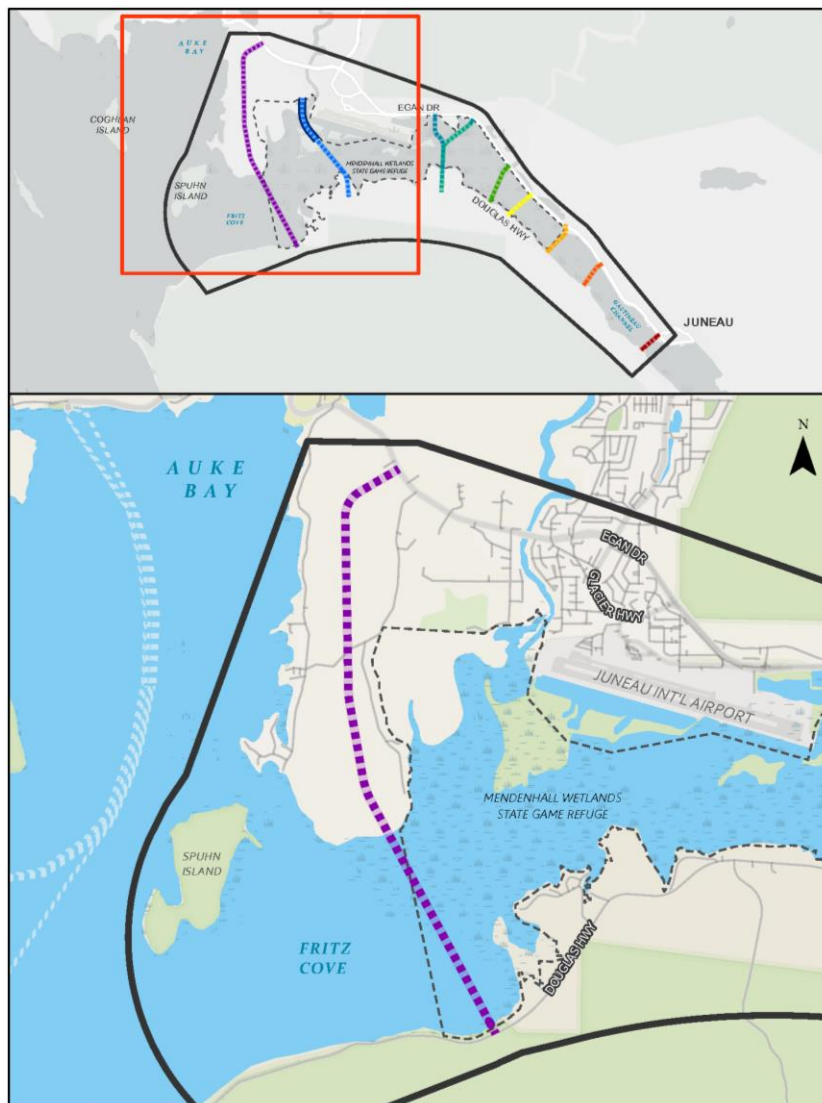 AUKE
BAY
COGHLAN
ISLAND
EGAN DR
SPUHN
ISLAND
MENDENHALL WETLANDS
STATE GAME REFUGE
FRITZ
COVE
DOUGLAS HWY
GASTINEAU
CHANNEL
JUNEAU
N
AUKE
BAY
EGAN DR
GLACIER HWY
JUNEAU INT'L AIRPORT
MENDENHALL WETLANDS
STATE GAME REFUGE
SPUHN
ISLAND
FRITZ
COVE
DOUGLAS HWY